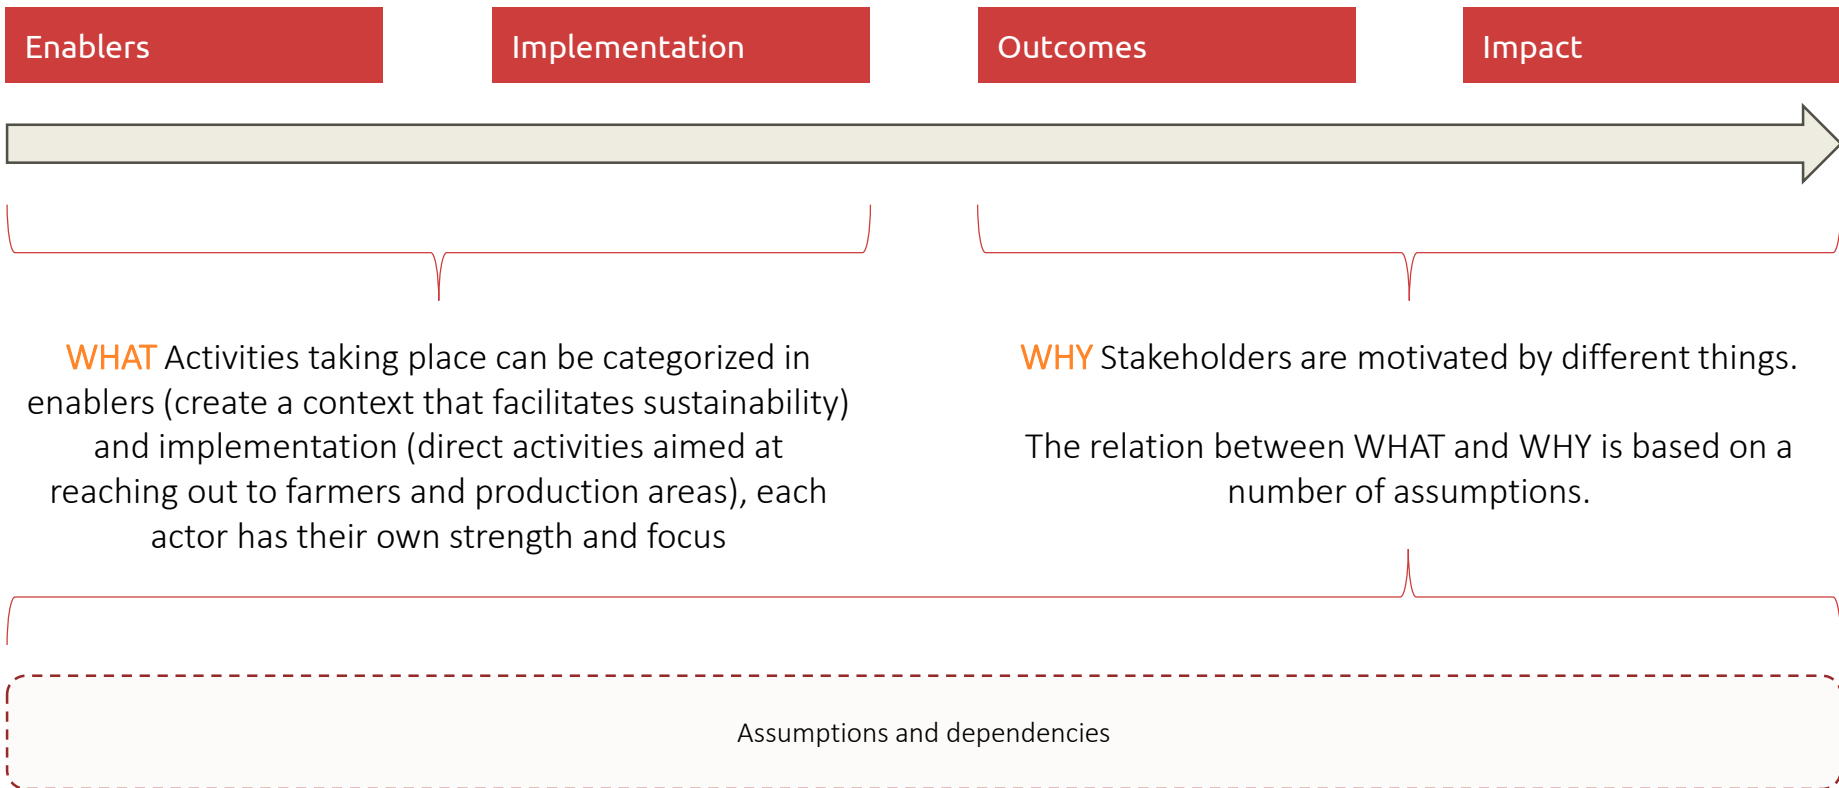 Enablers
Implementation
Outcomes
Impact
WHAT Activities taking place can be categorized in
enablers (create a context that facilitates sustainability)
and implementation (direct activities aimed at
reaching out to farmers and production areas), each
actor has their own strength and focus
WHY Stakeholders are motivated by different things.
The relation between WHAT and WHY is based on a
number of assumptions.
Assumptions and dependencies